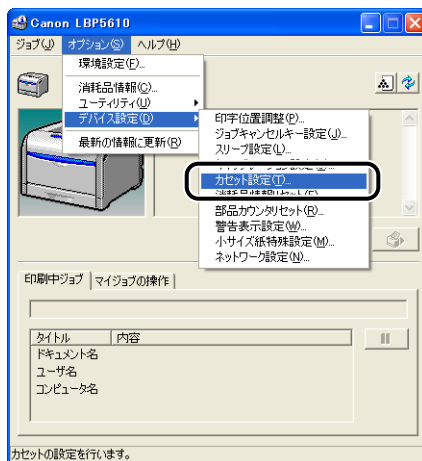 Canon LBP5610
ジョブ(J) オプション(S) ヘルプ(H)
環境設定(F)...
消耗品情報(C)...
ユーティリティ(U)
デバイス設定(D)
最新の情報に更新(R)
印字位置調整(P)...
ジョブキャンセルキー設定(J)...
スリープ設定(L)...
カセット設定(T)...
部品カウンタリセット(R)...
警告表示設定(W)...
小サイズ紙特殊設定(M)...
ネットワーク設定(N)...
印刷中ジョブ マイジョブの操作
タイトル 内容
ドキュメント名
ユーザ名
コンピュータ名
カセットの設定を行います。